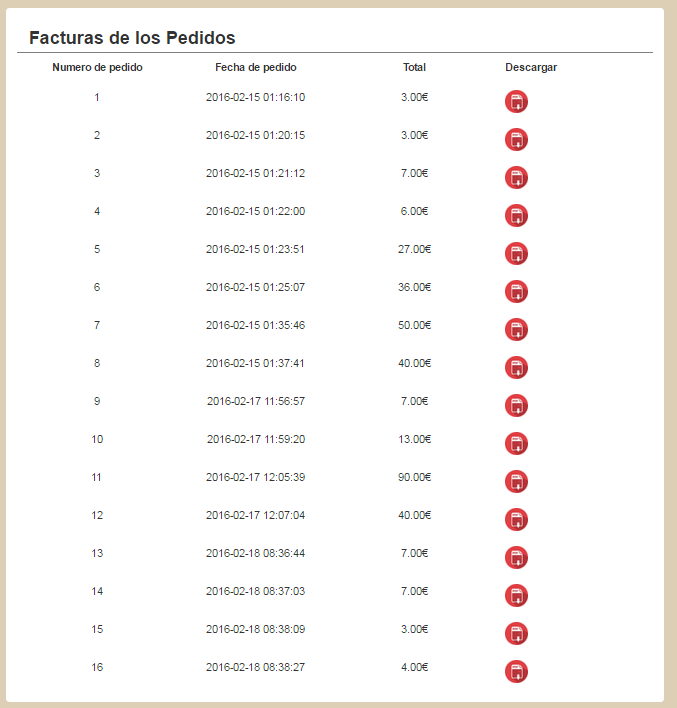 Facturas de los Pedidos
Numero de pedido Fecha de pedido Total Descargar
1 2016-02-15 01:16:10 3.00€
2 2016-02-15 01:20:15 3.00€
3 2016-02-15 01:21:12 7.00€
4 2016-02-15 01:22:00 6.00€
5 2016-02-15 01:23:51 27.00€
6 2016-02-15 01:25:07 36.00€
7 2016-02-15 01:35:46 50.00€
8 2016-02-15 01:37:41 40.00€
9 2016-02-17 11:56:57 7.00€
10 2016-02-17 11:59:20 13.00€
11 2016-02-17 12:05:39 90.00€
12 2016-02-17 12:07:04 40.00€
13 2016-02-18 08:36:44 7.00€
14 2016-02-18 08:37:03 7.00€
15 2016-02-18 08:38:09 3.00€
16 2016-02-18 08:38:27 4.00€